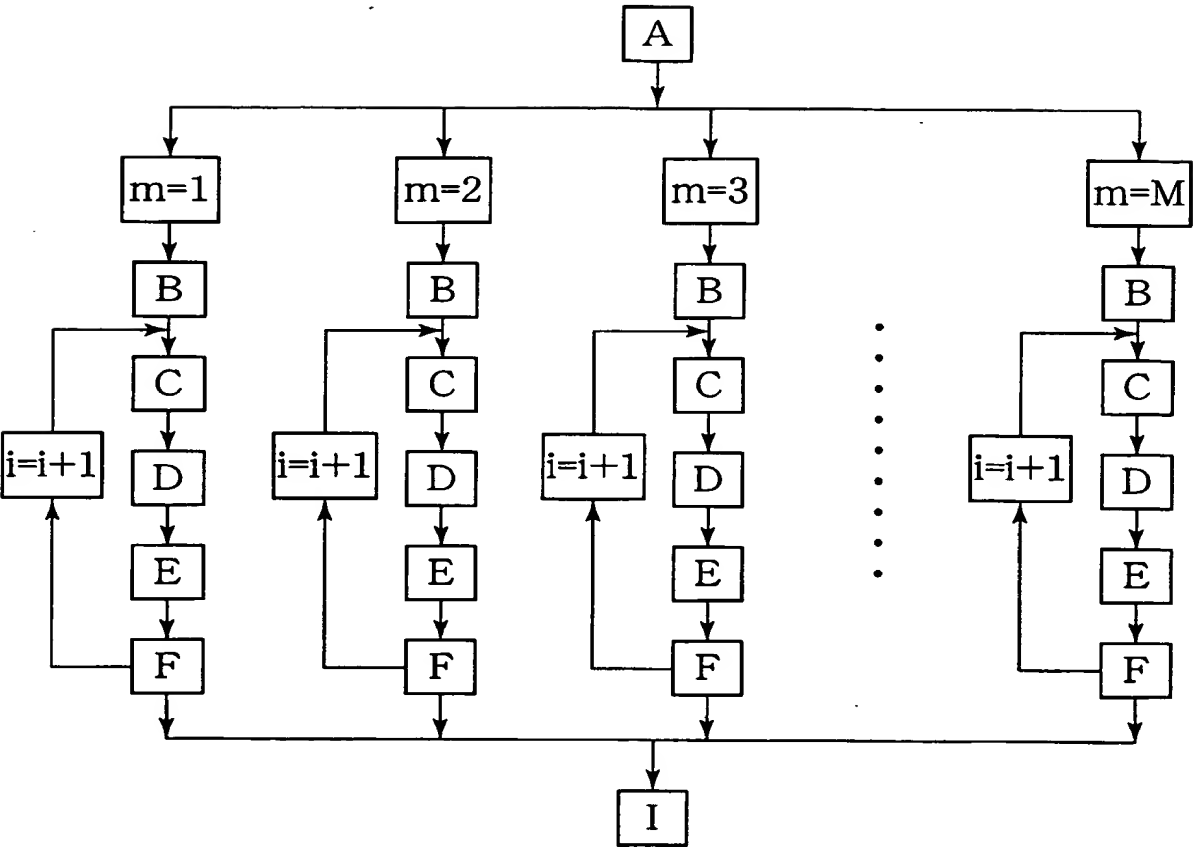 A
m=1 m=2 m=3 m=M
B B B B
C C C C
i=i+1 i=i+1 i=i+1 i=i+1
D D D D
E E E E
F F F F
I